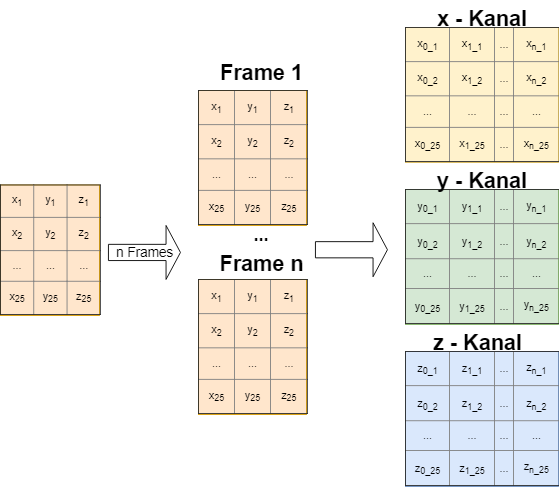 x₁ y₁ z₁
x₂ y₂ z₂
... ... ...
x₂₅ y₂₅ z₂₅
n Frames
Frame 1
x₁ y₁ z₁
x₂ y₂ z₂
... ... ...
x₂₅ y₂₅ z₂₅
...
Frame n
x₁ y₁ z₁
x₂ y₂ z₂
... ... ...
x₂₅ y₂₅ z₂₅
x - Kanal
x0_1 x1_1 ... xn_1
x0_2 x1_2 ... xn_2
... ... ... ...
x0_25 x1_25 ... xn_25
y - Kanal
y0_1 y1_1 ... yn_1
y0_2 y1_2 ... yn_2
... ... ... ...
y0_25 y1_25 ... yn_25
z - Kanal
z0_1 z1_1 ... zn_1
z0_2 z1_2 ... zn_2
... ... ... ...
z0_25 z1_25 ... zn_25